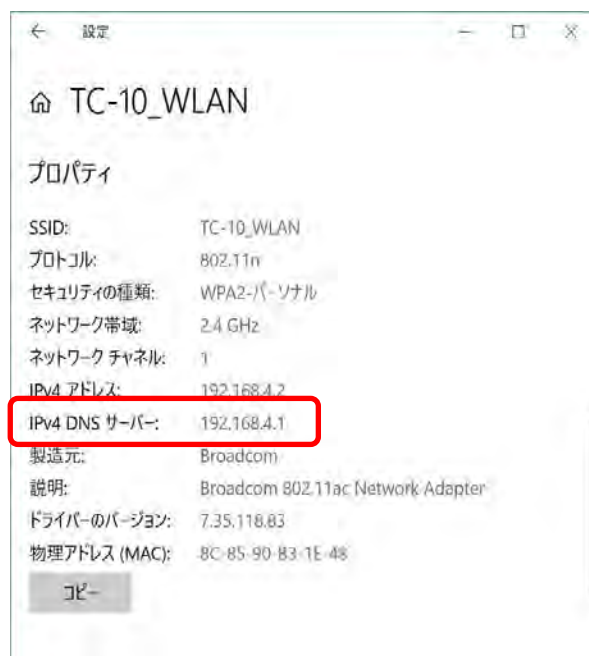 設定
TC-10_WLAN
プロパティ
SSID: TC-10_WLAN
プロトコル: 802.11n
セキュリティの種類: WPA2-パーソナル
ネットワーク帯域: 2.4 GHz
ネットワーク チャネル: 1
IPv4 アドレス: 192.168.4.2
IPv4 DNS サーバー: 192.168.4.1
製造元: Broadcom
説明: Broadcom 802.11ac Network Adapter
ドライバーのバージョン: 7.35.118.83
物理アドレス (MAC): 8C-85-90-B3-1E-48
コピー